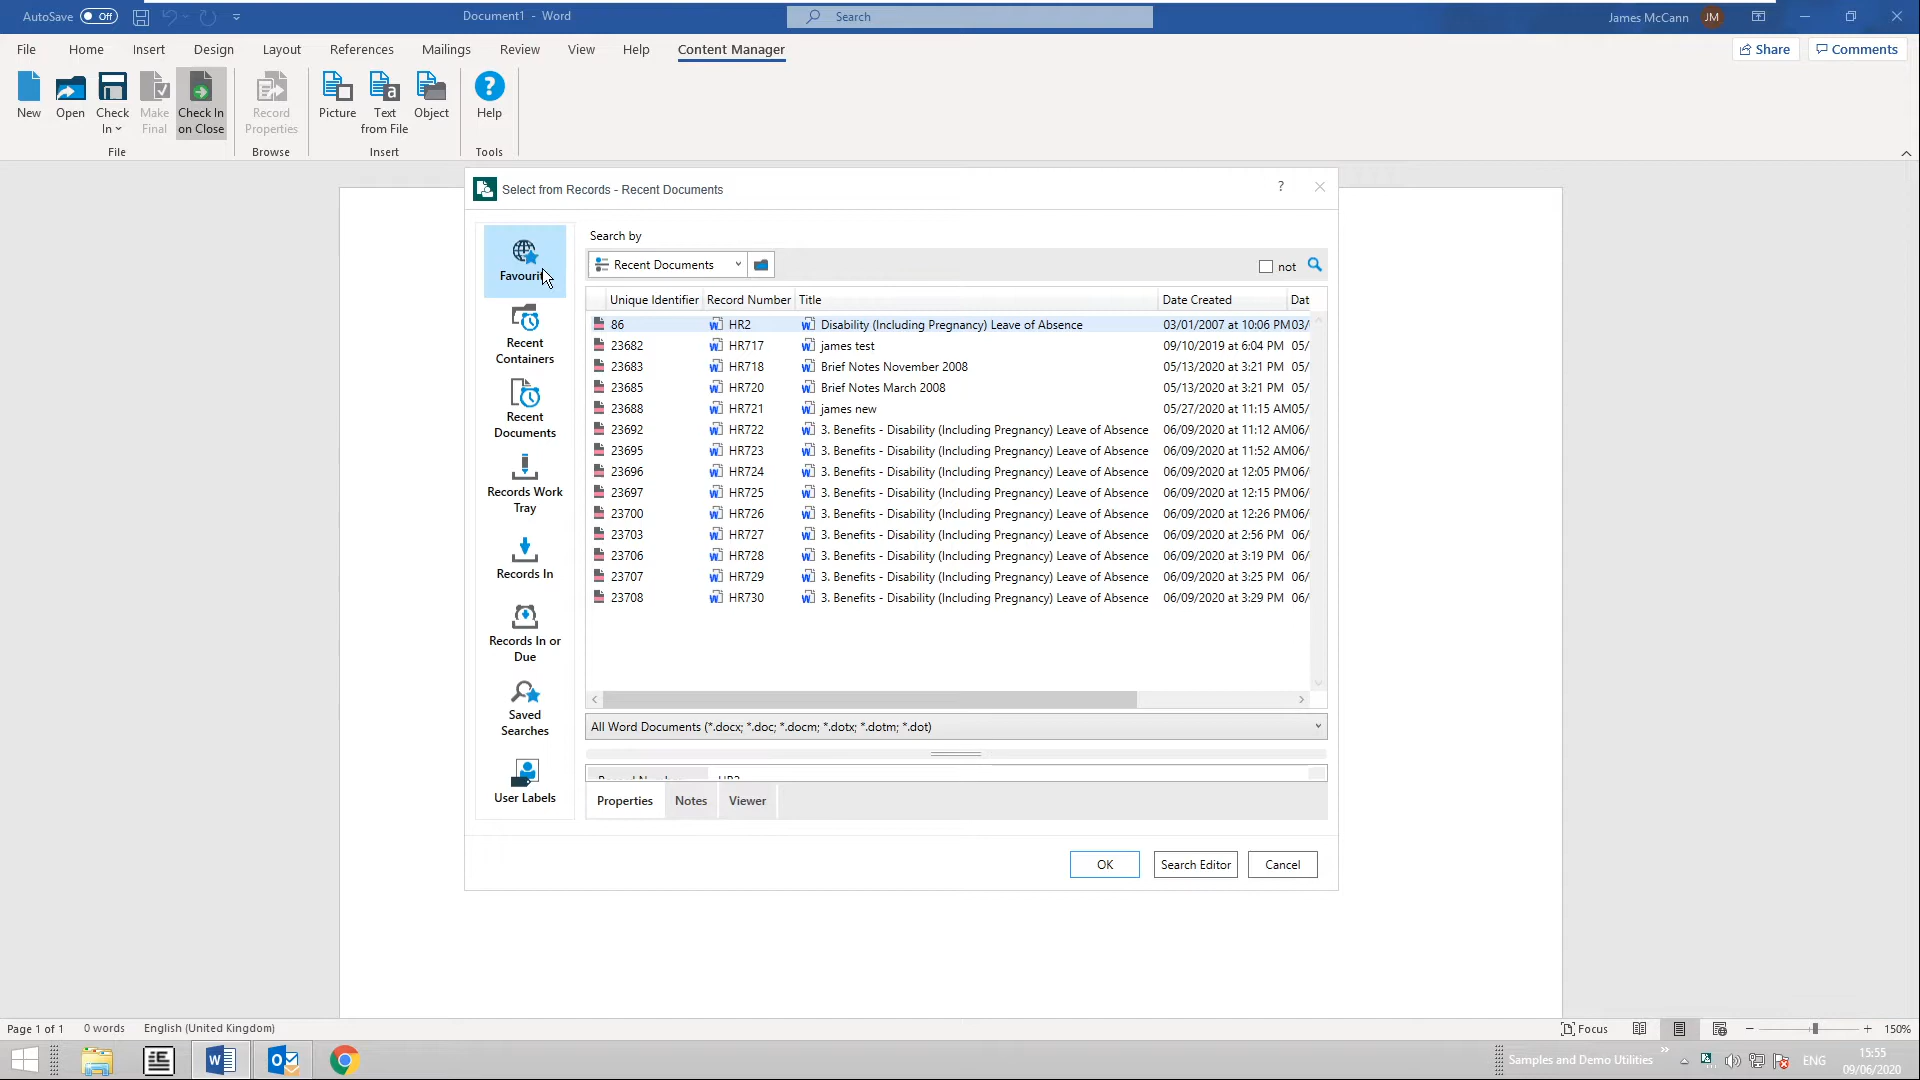 AutoSave Off
Document1 - Word
Search
James McCann JM
File Home Insert Design Layout References Mailings Review View Help Content Manager
Share Comments
New
Open
Check In
Make Final
Check In on Close
Record Properties
Picture
Text from File
Object
Help
File Browse Insert Tools
Select from Records - Recent Documents
?
Favourit
Recent
Containers
Recent
Documents
Records Work
Tray
Records In
Records In or
Due
Saved
Searches
User Labels
Search by
Recent Documents
not
Unique Identifier Record Number Title Date Created Dat
86 HR2 Disability (Including Pregnancy) Leave of Absence 03/01/2007 at 10:06 PM 03/
23682 HR717 james test 09/10/2019 at 6:04 PM 05/
23683 HR718 Brief Notes November 2008 05/13/2020 at 3:21 PM 05/
23685 HR720 Brief Notes March 2008 05/13/2020 at 3:21 PM 05/
23688 HR721 james new 05/27/2020 at 11:15 AM 05/
23692 HR722 3. Benefits - Disability (Including Pregnancy) Leave of Absence 06/09/2020 at 11:12 AM 06/
23695 HR723 3. Benefits - Disability (Including Pregnancy) Leave of Absence 06/09/2020 at 11:52 AM 06/
23696 HR724 3. Benefits - Disability (Including Pregnancy) Leave of Absence 06/09/2020 at 12:05 PM 06/
23697 HR725 3. Benefits - Disability (Including Pregnancy) Leave of Absence 06/09/2020 at 12:15 PM 06/
23700 HR726 3. Benefits - Disability (Including Pregnancy) Leave of Absence 06/09/2020 at 12:26 PM 06/
23703 HR727 3. Benefits - Disability (Including Pregnancy) Leave of Absence 06/09/2020 at 2:56 PM 06/
23706 HR728 3. Benefits - Disability (Including Pregnancy) Leave of Absence 06/09/2020 at 3:19 PM 06/
23707 HR729 3. Benefits - Disability (Including Pregnancy) Leave of Absence 06/09/2020 at 3:25 PM 06/
23708 HR730 3. Benefits - Disability (Including Pregnancy) Leave of Absence 06/09/2020 at 3:29 PM 06/
All Word Documents (*.docx; *.doc; *.docm; *.dotx; *.dotm; *.dot)
Properties Notes Viewer
OK Search Editor Cancel
Page 1 of 1 0 words English (United Kingdom)
Focus
150%
Samples and Demo Utilities
ENG
15:55
09/06/2020